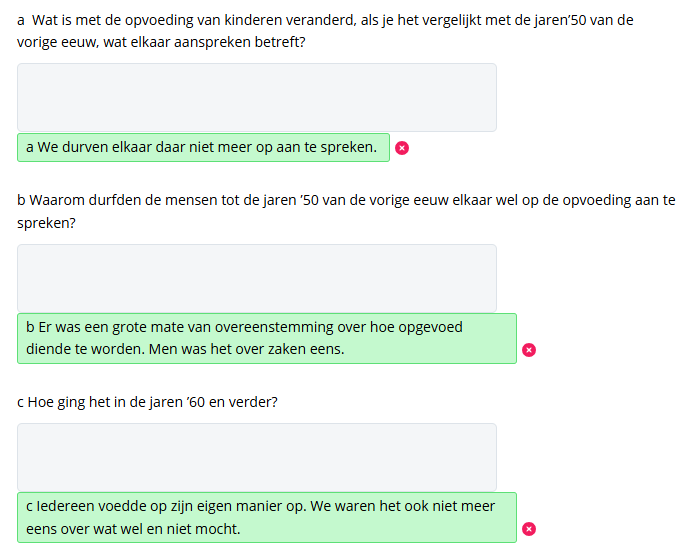 a Wat is met de opvoeding van kinderen veranderd, als je het vergelijkt met de jaren’50 van de
vorige eeuw, wat elkaar aanspreken betreft?
a We durven elkaar daar niet meer op aan te spreken.
b Waarom durfden de mensen tot de jaren ’50 van de vorige eeuw elkaar wel op de opvoeding aan te
spreken?
b Er was een grote mate van overeenstemming over hoe opgevoed
diende te worden. Men was het over zaken eens.
c Hoe ging het in de jaren ’60 en verder?
c Iedereen voedde op zijn eigen manier op. We waren het ook niet meer
eens over wat wel en niet mocht.